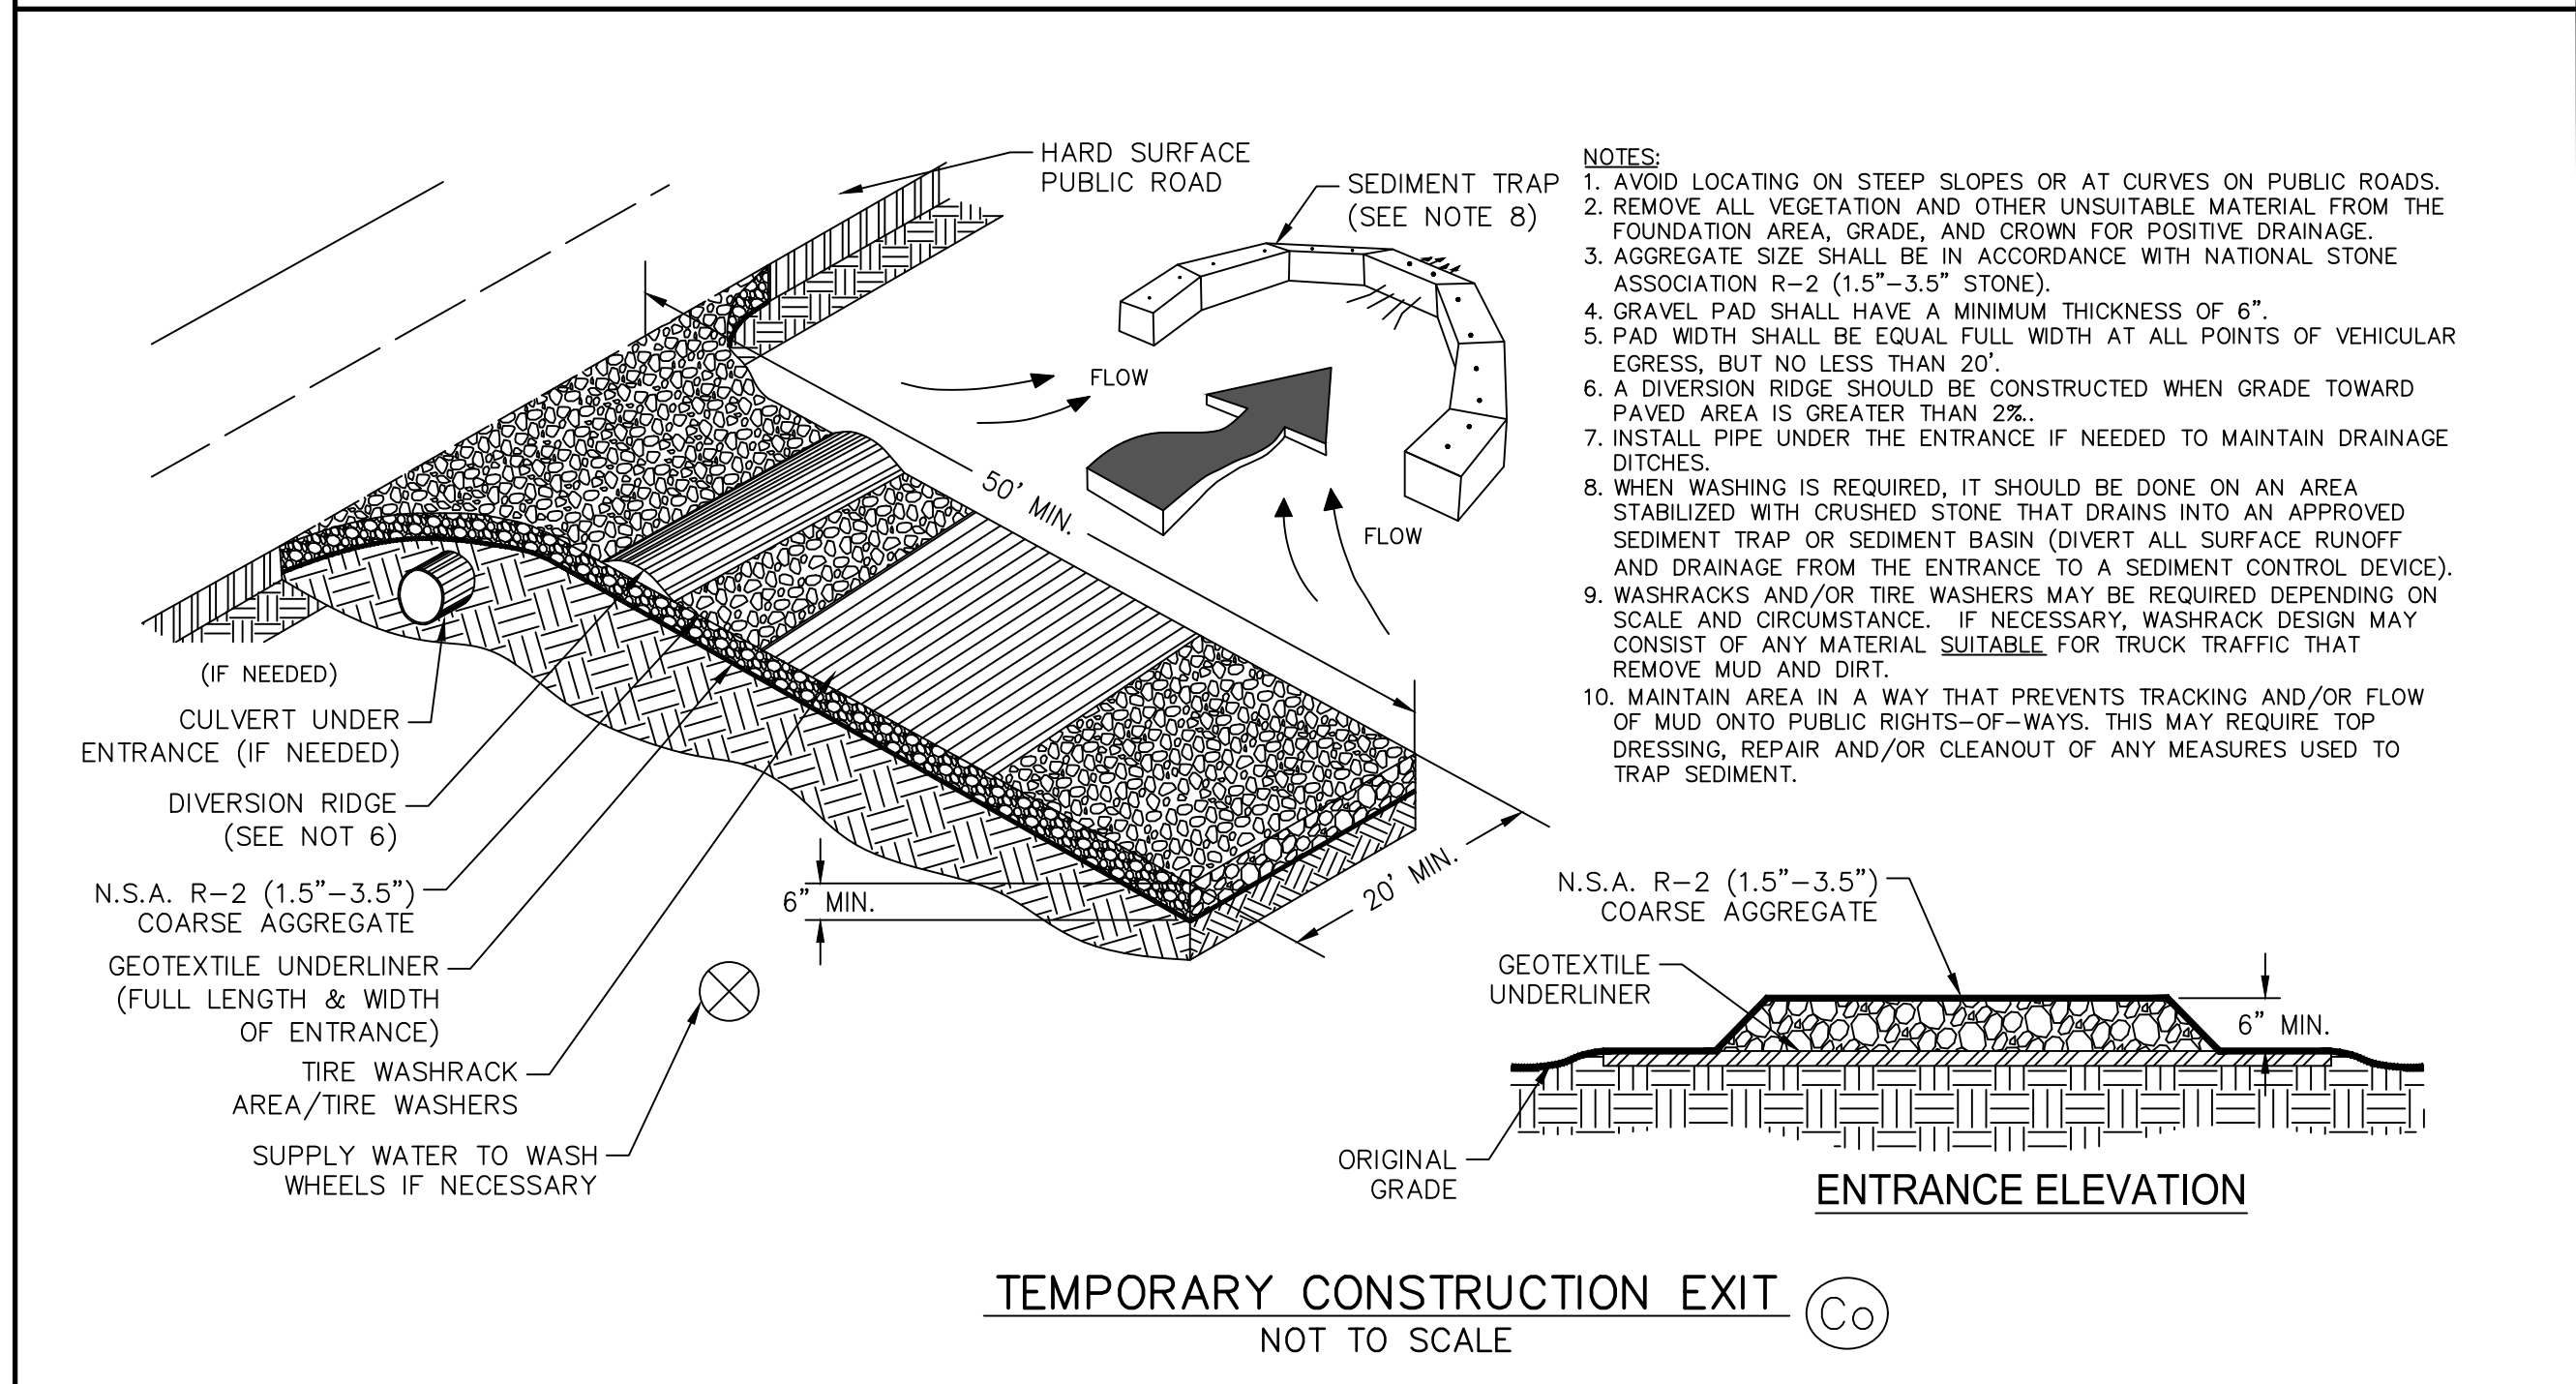 HARD SURFACE
PUBLIC ROAD
SEDIMENT TRAP
(SEE NOTE 8)
FLOW
FLOW
50' MIN.
20' MIN.
6" MIN.
(IF NEEDED)
CULVERT UNDER
ENTRANCE (IF NEEDED)
DIVERSION RIDGE
(SEE NOT 6)
N.S.A. R-2 (1.5"-3.5")
COARSE AGGREGATE
GEOTEXTILE UNDERLINER
(FULL LENGTH & WIDTH
OF ENTRANCE)
TIRE WASHRACK
AREA/TIRE WASHERS
SUPPLY WATER TO WASH
WHEELS IF NECESSARY
NOTES:
1. AVOID LOCATING ON STEEP SLOPES OR AT CURVES ON PUBLIC ROADS.
2. REMOVE ALL VEGETATION AND OTHER UNSUITABLE MATERIAL FROM THE
FOUNDATION AREA, GRADE, AND CROWN FOR POSITIVE DRAINAGE.
3. AGGREGATE SIZE SHALL BE IN ACCORDANCE WITH NATIONAL STONE
ASSOCIATION R-2 (1.5"-3.5" STONE).
4. GRAVEL PAD SHALL HAVE A MINIMUM THICKNESS OF 6".
5. PAD WIDTH SHALL BE EQUAL FULL WIDTH AT ALL POINTS OF VEHICULAR
EGRESS, BUT NO LESS THAN 20'.
6. A DIVERSION RIDGE SHOULD BE CONSTRUCTED WHEN GRADE TOWARD
PAVED AREA IS GREATER THAN 2%..
7. INSTALL PIPE UNDER THE ENTRANCE IF NEEDED TO MAINTAIN DRAINAGE
DITCHES.
8. WHEN WASHING IS REQUIRED, IT SHOULD BE DONE ON AN AREA
STABILIZED WITH CRUSHED STONE THAT DRAINS INTO AN APPROVED
SEDIMENT TRAP OR SEDIMENT BASIN (DIVERT ALL SURFACE RUNOFF
AND DRAINAGE FROM THE ENTRANCE TO A SEDIMENT CONTROL DEVICE).
9. WASHRACKS AND/OR TIRE WASHERS MAY BE REQUIRED DEPENDING ON
SCALE AND CIRCUMSTANCE. IF NECESSARY, WASHRACK DESIGN MAY
CONSIST OF ANY MATERIAL SUITABLE FOR TRUCK TRAFFIC THAT
REMOVE MUD AND DIRT.
10. MAINTAIN AREA IN A WAY THAT PREVENTS TRACKING AND/OR FLOW
OF MUD ONTO PUBLIC RIGHTS-OF-WAYS. THIS MAY REQUIRE TOP
DRESSING, REPAIR AND/OR CLEANOUT OF ANY MEASURES USED TO
TRAP SEDIMENT.
N.S.A. R-2 (1.5"-3.5")
COARSE AGGREGATE
GEOTEXTILE
UNDERLINER
6" MIN.
ORIGINAL
GRADE
ENTRANCE ELEVATION
TEMPORARY CONSTRUCTION EXIT
Co
NOT TO SCALE